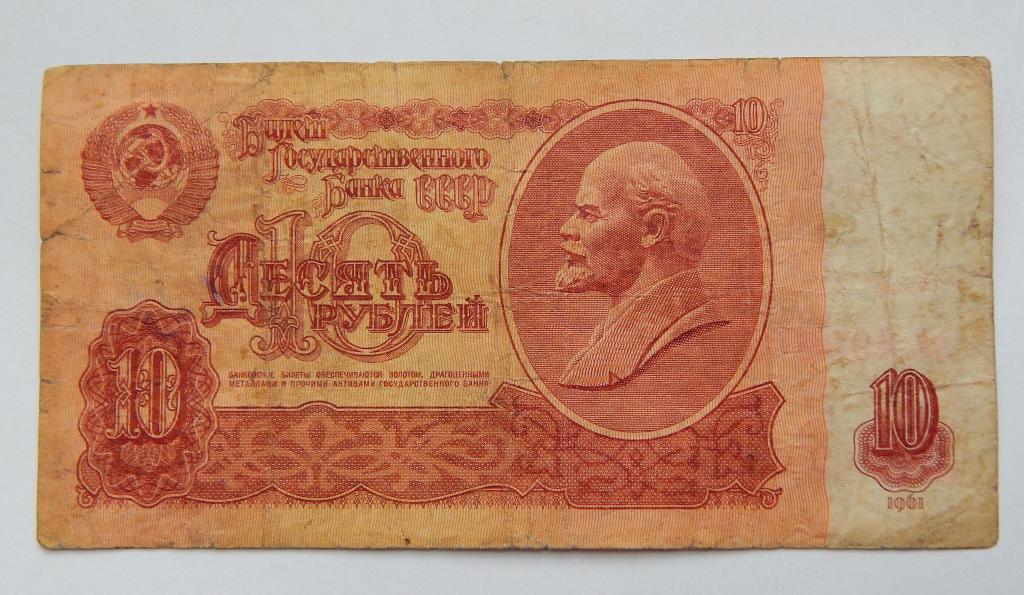 Билет
Государственного
Банка СССР
10
10
Десять
рублей
БАНКОВСКИЕ БИЛЕТЫ ОБЕСПЕЧИВАЮТСЯ ЗОЛОТОМ, ДРАГОЦЕННЫМИ
МЕТАЛЛАМИ И ПРОЧИМИ АКТИВАМИ ГОСУДАРСТВЕННОГО БАНКА
10
10
1961